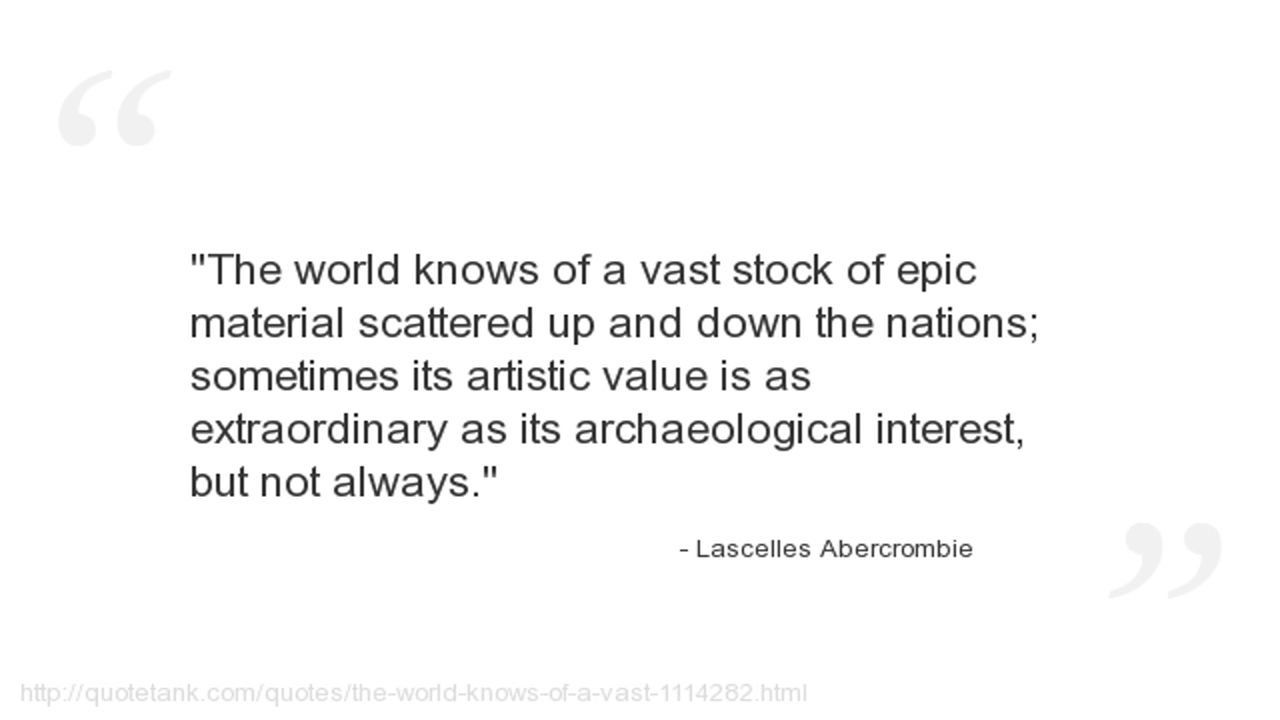 “
"The world knows of a vast stock of epic
material scattered up and down the nations;
sometimes its artistic value is as
extraordinary as its archaeological interest,
but not always."
- Lascelles Abercrombie
”
http://quotetank.com/quotes/the-world-knows-of-a-vast-1114282.html